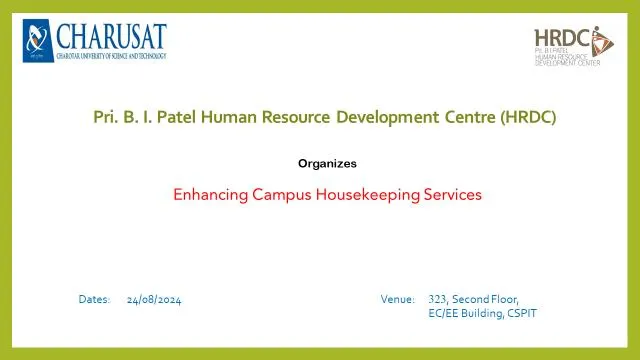 CHARUSAT
CHAROTAR UNIVERSITY OF SCIENCE AND TECHNOLOGY
HRDC
P.I. B.I.PATEL
HUMAN RESOURCE
DEVELOPMENT CENTER
Pri. B. I. Patel Human Resource Development Centre (HRDC)
Organizes
Enhancing Campus Housekeeping Services
Dates: 24/08/2024
Venue: 323, Second Floor,
EC/EE Building, CSPIT